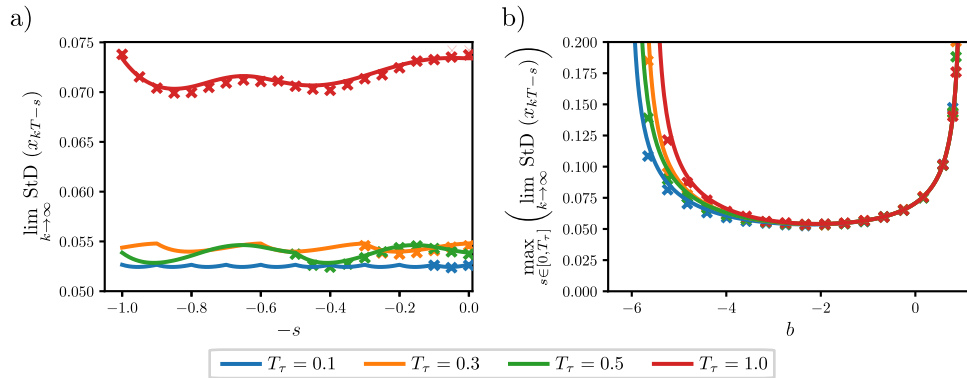 a)
b)
0.075
0.070
0.065
0.060
0.055
0.050
lim StD (x_{kT−s})
k→∞
−1.0 −0.8 −0.6 −0.4 −0.2 0.0
−s
0.200
0.175
0.150
0.125
0.100
0.075
0.050
0.025
0.000
max ( lim StD (x_{kT−s}) )
s∈[0,T_τ] k→∞
−6 −4 −2 0
b
T_τ = 0.1 T_τ = 0.3 T_τ = 0.5 T_τ = 1.0